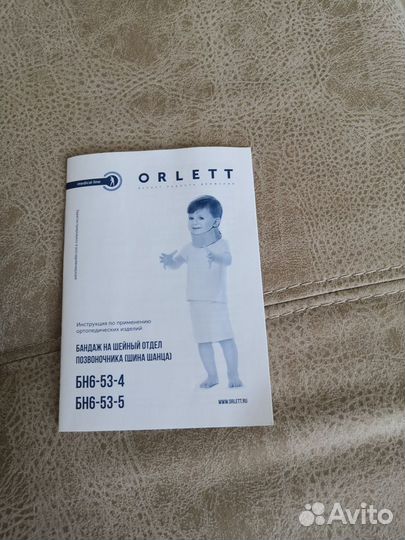 medical line
ORLETT
Инструкция по применению
ортопедических изделий
БАНДАЖ НА ШЕЙНЫЙ ОТДЕЛ
ПОЗВОНОЧНИКА (ШИНА ШАНЦА)
БН6-53-4
БН6-53-5
WWW.ORLETT.RU
Avito